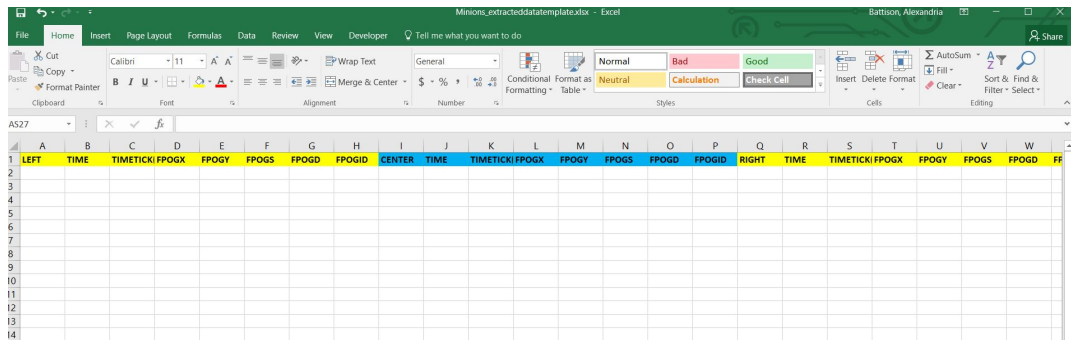 Minions_extracteddatatemplate.xlsx - Excel
Battison, Alexandria
File Home Insert Page Layout Formulas Data Review View Developer Tell me what you want to do
Share
Paste
Cut
Copy
Format Painter
Clipboard
Calibri 11 A A
B I U A
Font
Wrap Text
Merge & Center
Alignment
General
$ % ,
Number
Conditional Formatting
Format as Table
Normal Bad Good
Neutral Calculation Check Cell
Styles
Insert Delete Format
Cells
AutoSum
Fill
Clear
Sort & Filter
Find & Select
Editing
AS27 fx
A B C D E F G H I J K L M N O P Q R S T U V W
1 LEFT TIME TIMETICK FPOGX FPOGY FPOGS FPOGD FPOGID CENTER TIME TIMETICK FPOGX FPOGY FPOGS FPOGD FPOGID RIGHT TIME TIMETICK FPOGX FPOGY FPOGS FPOGD FP
2
3
4
5
6
7
8
9
10
11
12
13
14